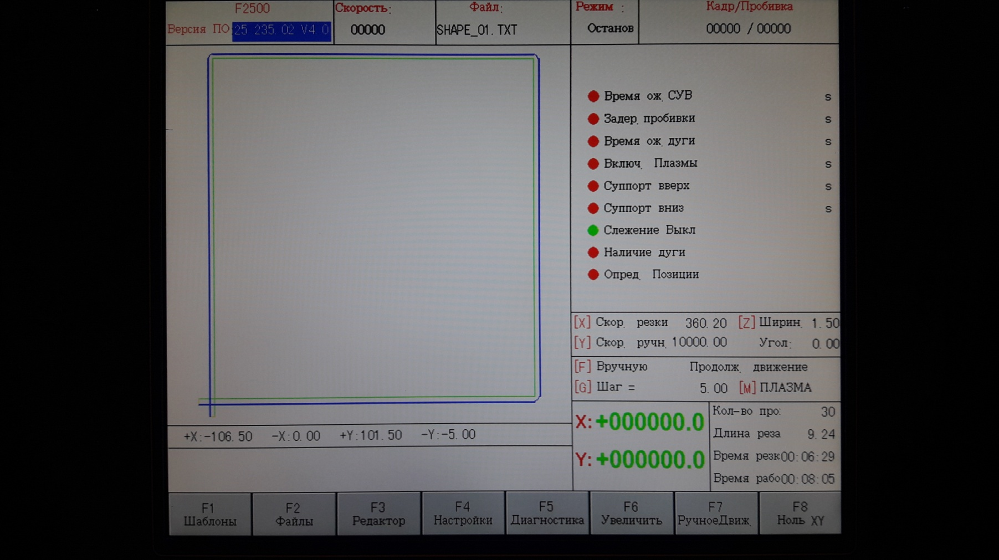 F2500
Версия ПО: 25. 235. 02 V4. 0
Скорость:
00000
Файл:
SHAPE_01. TXT
Режим :
Останов
Кадр/Пробивка
00000 / 00000
Время ож. СУВ s
Задер. пробивки s
Время ож. дуги s
Включ. Плазмы s
Суппорт вверх s
Суппорт вниз s
Слежение Выкл
Наличие дуги
Опред. Позиции
[X] Скор. резки 360. 20 [Z] Ширин. 1. 50
[Y] Скор. ручн. 10000. 00 Угол: 0. 00
[F] Вручную Продолж. движение
[G] Шаг = 5. 00 [M] ПЛАЗМА
X: +000000.0
Y: +000000.0
Кол-во про: 30
Длина реза 9. 24
Время резк00:06:29
Время рабо00:08:05
+X:-106. 50 -X:0. 00 +Y:101. 50 -Y:-5. 00
F1
Шаблоны
F2
Файлы
F3
Редактор
F4
Настройки
F5
Диагностика
F6
Увеличить
F7
РучноеДвиж.
F8
Ноль XY